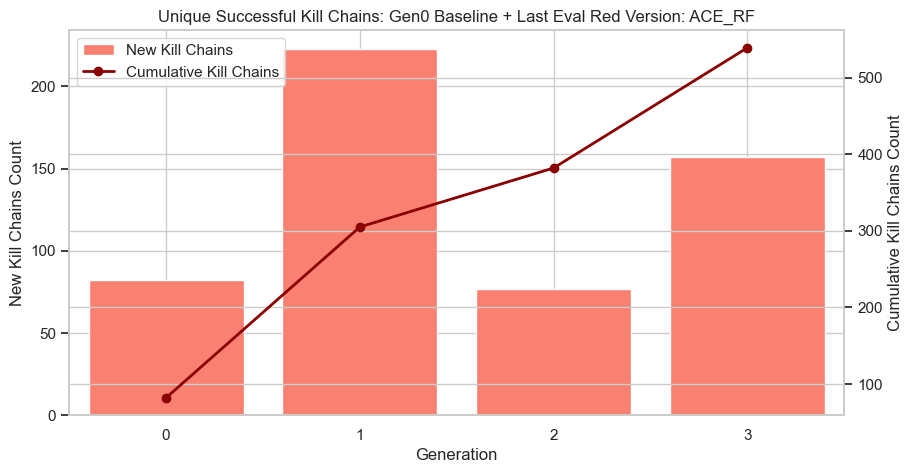 Unique Successful Kill Chains: Gen0 Baseline + Last Eval Red Version: ACE_RF
New Kill Chains
Cumulative Kill Chains
New Kill Chains Count
200
150
100
50
0
500
400
300
200
100
Cumulative Kill Chains Count
0 1 2 3
Generation